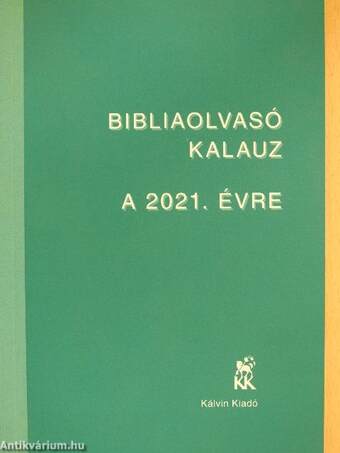 BIBLIAOLVASÓ
KALAUZ
A 2021. ÉVRE
KK
Kálvin Kiadó
Antikvárium.hu